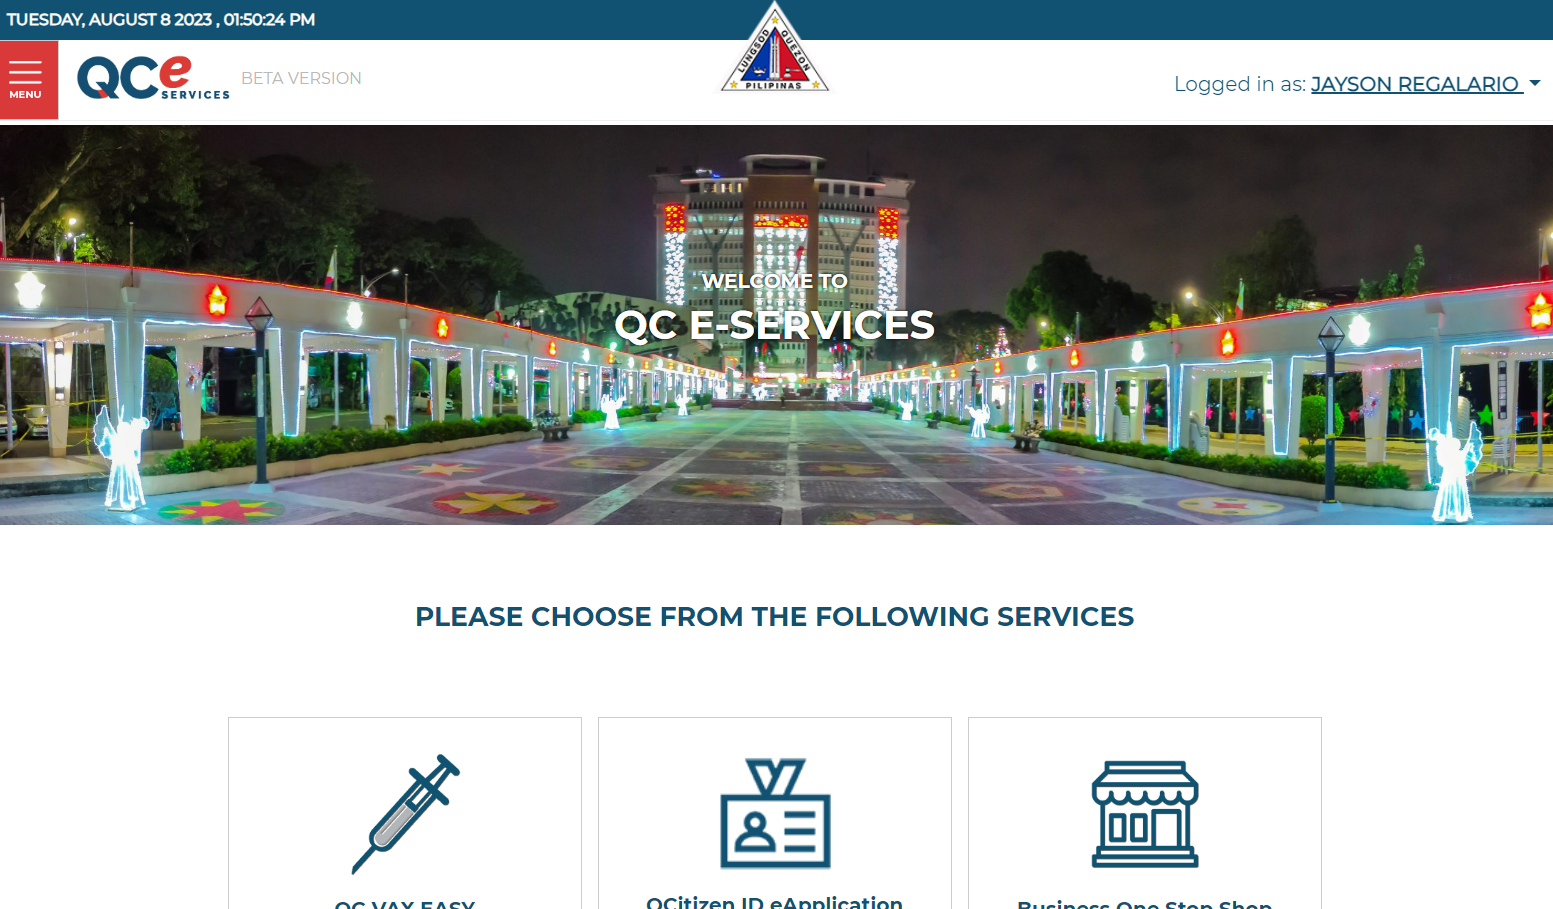 TUESDAY, AUGUST 8 2023 , 01:50:24 PM
LUNGSOD QUEZON
PILIPINAS
MENU
QCe
SERVICES
BETA VERSION
Logged in as: JAYSON REGALARIO
WELCOME TO
QC E-SERVICES
PLEASE CHOOSE FROM THE FOLLOWING SERVICES
QC VAX EASY
QCitizen ID eApplication
Business One Stop Shop